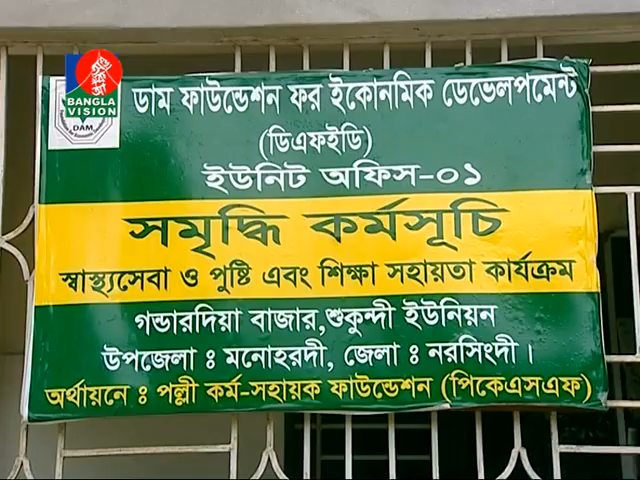 BANGLA
VISION
DAM
ডাম ফাউন্ডেশন ফর ইকোনমিক ডেভেলপমেন্ট
(ডিএফইডি)
ইউনিট অফিস-০১
সমৃদ্ধি কর্মসূচি
স্বাস্থ্যসেবা ও পুষ্টি এবং শিক্ষা সহায়তা কার্যক্রম
গন্ডারদিয়া বাজার,শুকুন্দী ইউনিয়ন
উপজেলা ঃ মনোহরদী, জেলা ঃ নরসিংদী।
অর্থায়নে ঃ পল্লী কর্ম-সহায়ক ফাউন্ডেশন (পিকেএসএফ)